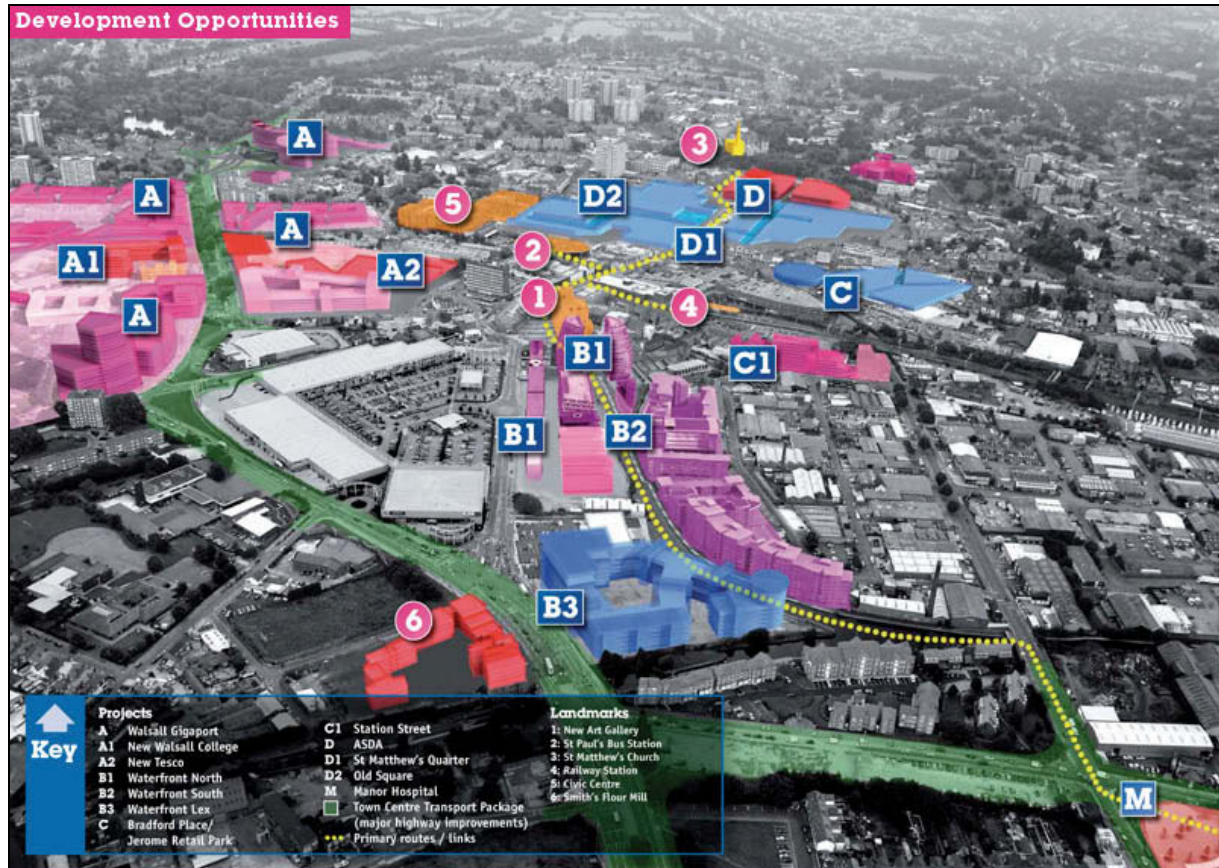 Development Opportunities
A
3
A
5
D2
D
A
A1
2
D1
A2
C
1
4
A
B1
C1
B1
B2
B3
6
M
Key
Projects
A Walsall Gigaport
A1 New Walsall College
A2 New Tesco
B1 Waterfront North
B2 Waterfront South
B3 Waterfront Lex
C Bradford Place/
Jerome Retail Park
C1 Station Street
D ASDA
D1 St Matthew's Quarter
D2 Old Square
M Manor Hospital
Town Centre Transport Package
(major highway improvements)
Primary routes / links
Landmarks
1: New Art Gallery
2: St Paul's Bus Station
3: St Matthew's Church
4: Railway Station
5: Civic Centre
6: Smith's Flour Mill